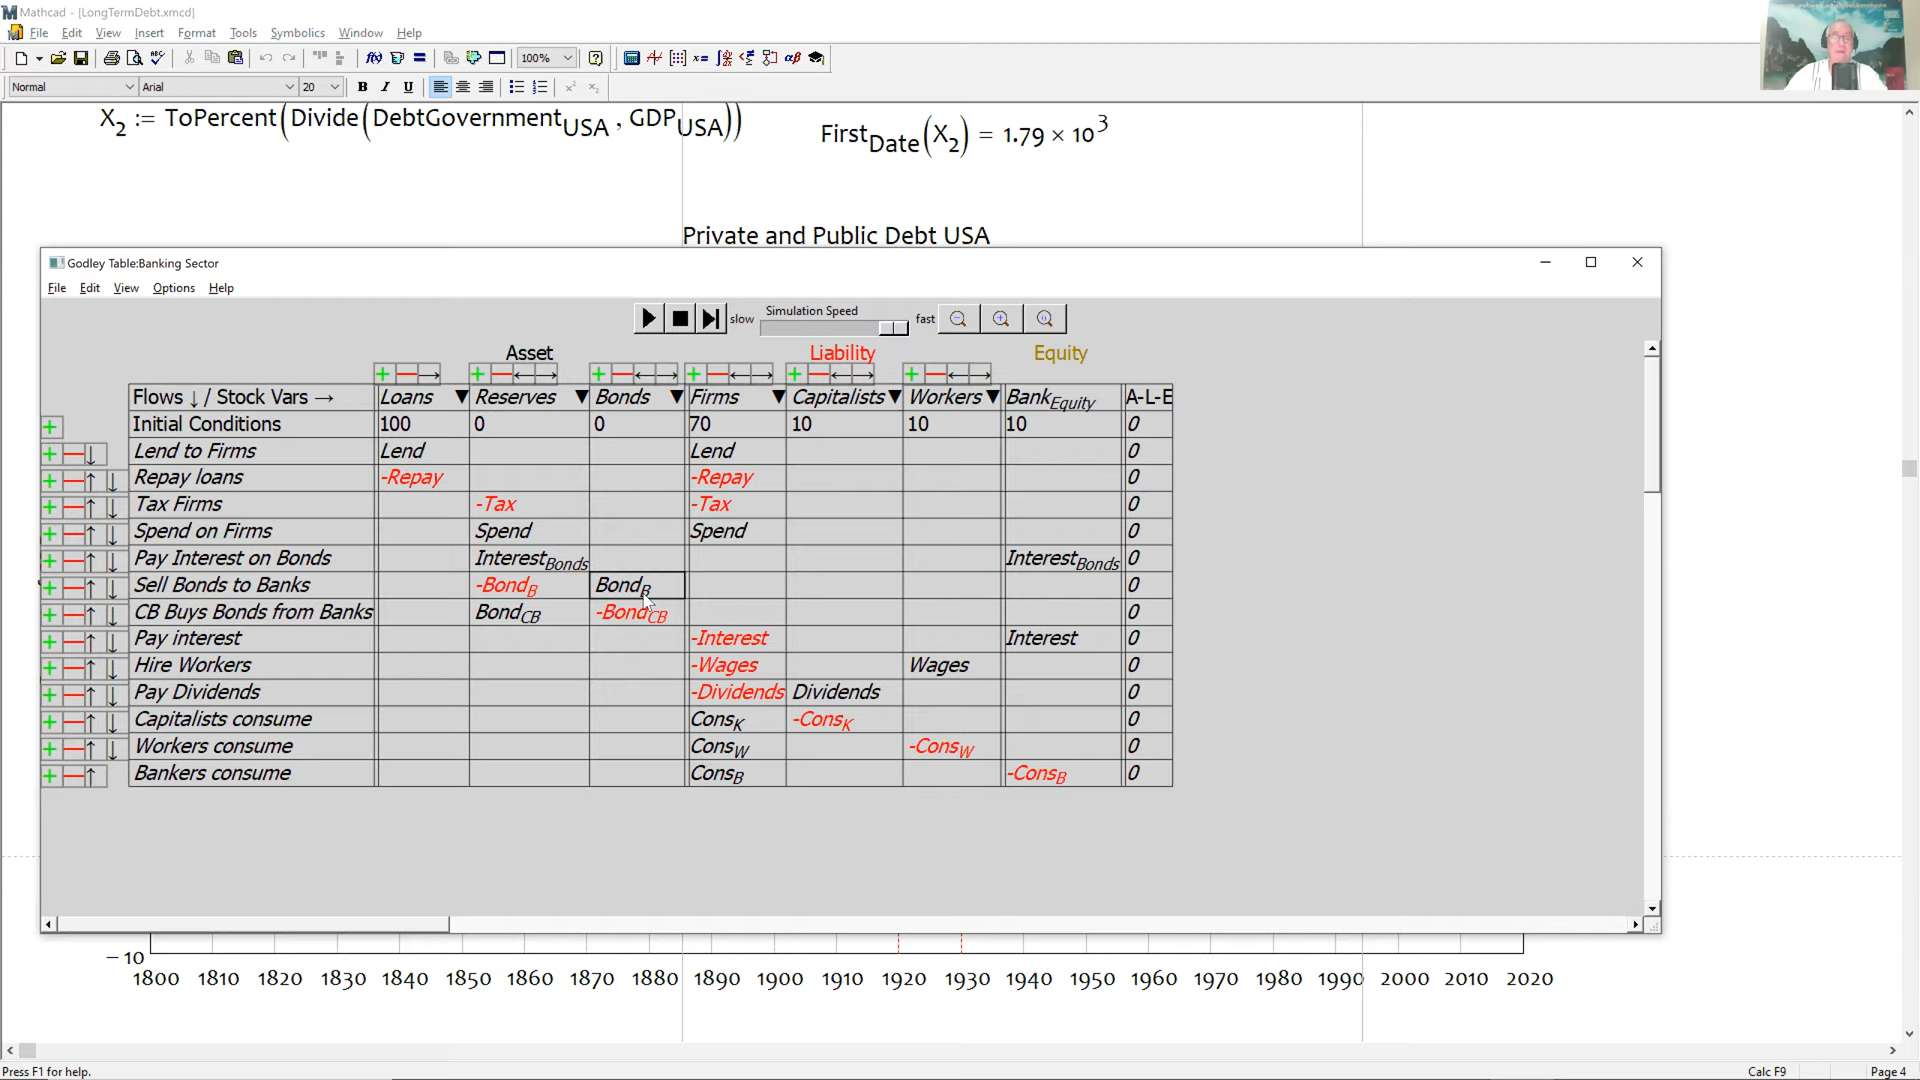 Mathcad - [LongTermDebt.xmcd]
File Edit View Insert Format Tools Symbolics Window Help
100%
Normal Arial 20 B I U
X2 := ToPercent(Divide(DebtGovernmentUSA , GDPUSA)) FirstDate(X2) = 1.79 × 10^3
Private and Public Debt USA
Godley Table:Banking Sector
File Edit View Options Help
slow Simulation Speed fast
Asset Liability Equity
Flows ↓ / Stock Vars → Loans ▼ Reserves ▼ Bonds ▼ Firms ▼ Capitalists ▼ Workers ▼ BankEquity A-L-E
Initial Conditions 100 0 0 70 10 10 10 0
Lend to Firms Lend Lend 0
Repay loans -Repay -Repay 0
Tax Firms -Tax -Tax 0
Spend on Firms Spend Spend 0
Pay Interest on Bonds InterestBonds InterestBonds 0
Sell Bonds to Banks -BondB BondB 0
CB Buys Bonds from Banks BondCB -BondCB 0
Pay interest -Interest Interest 0
Hire Workers -Wages Wages 0
Pay Dividends -Dividends Dividends 0
Capitalists consume ConsK -ConsK 0
Workers consume ConsW -ConsW 0
Bankers consume ConsB -ConsB 0
− 10
1800 1810 1820 1830 1840 1850 1860 1870 1880 1890 1900 1910 1920 1930 1940 1950 1960 1970 1980 1990 2000 2010 2020
Press F1 for help. Calc F9 Page 4